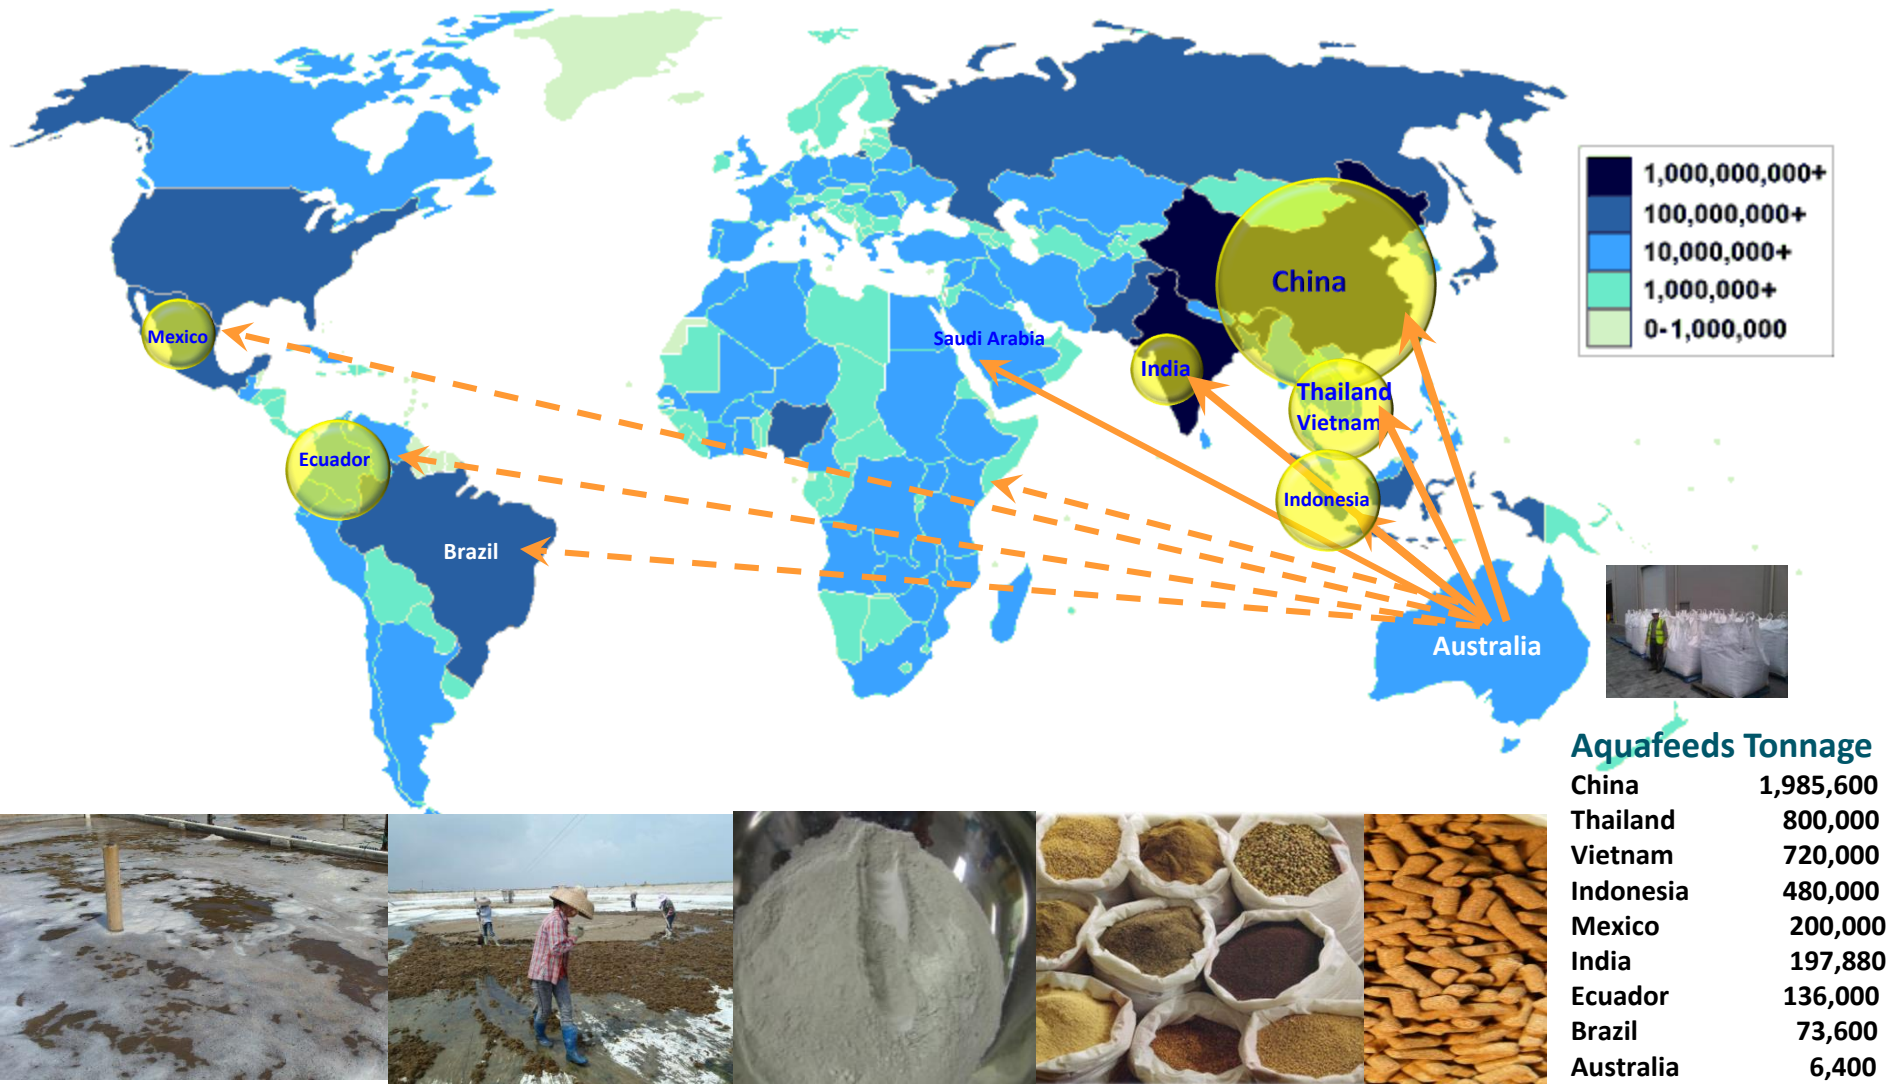 1,000,000,000+
100,000,000+
10,000,000+
1,000,000+
0-1,000,000
China
Mexico
Saudi Arabia
India
Thailand
Vietnam
Ecuador
Indonesia
Brazil
Australia
Aquafeeds Tonnage
China 1,985,600
Thailand 800,000
Vietnam 720,000
Indonesia 480,000
Mexico 200,000
India 197,880
Ecuador 136,000
Brazil 73,600
Australia 6,400